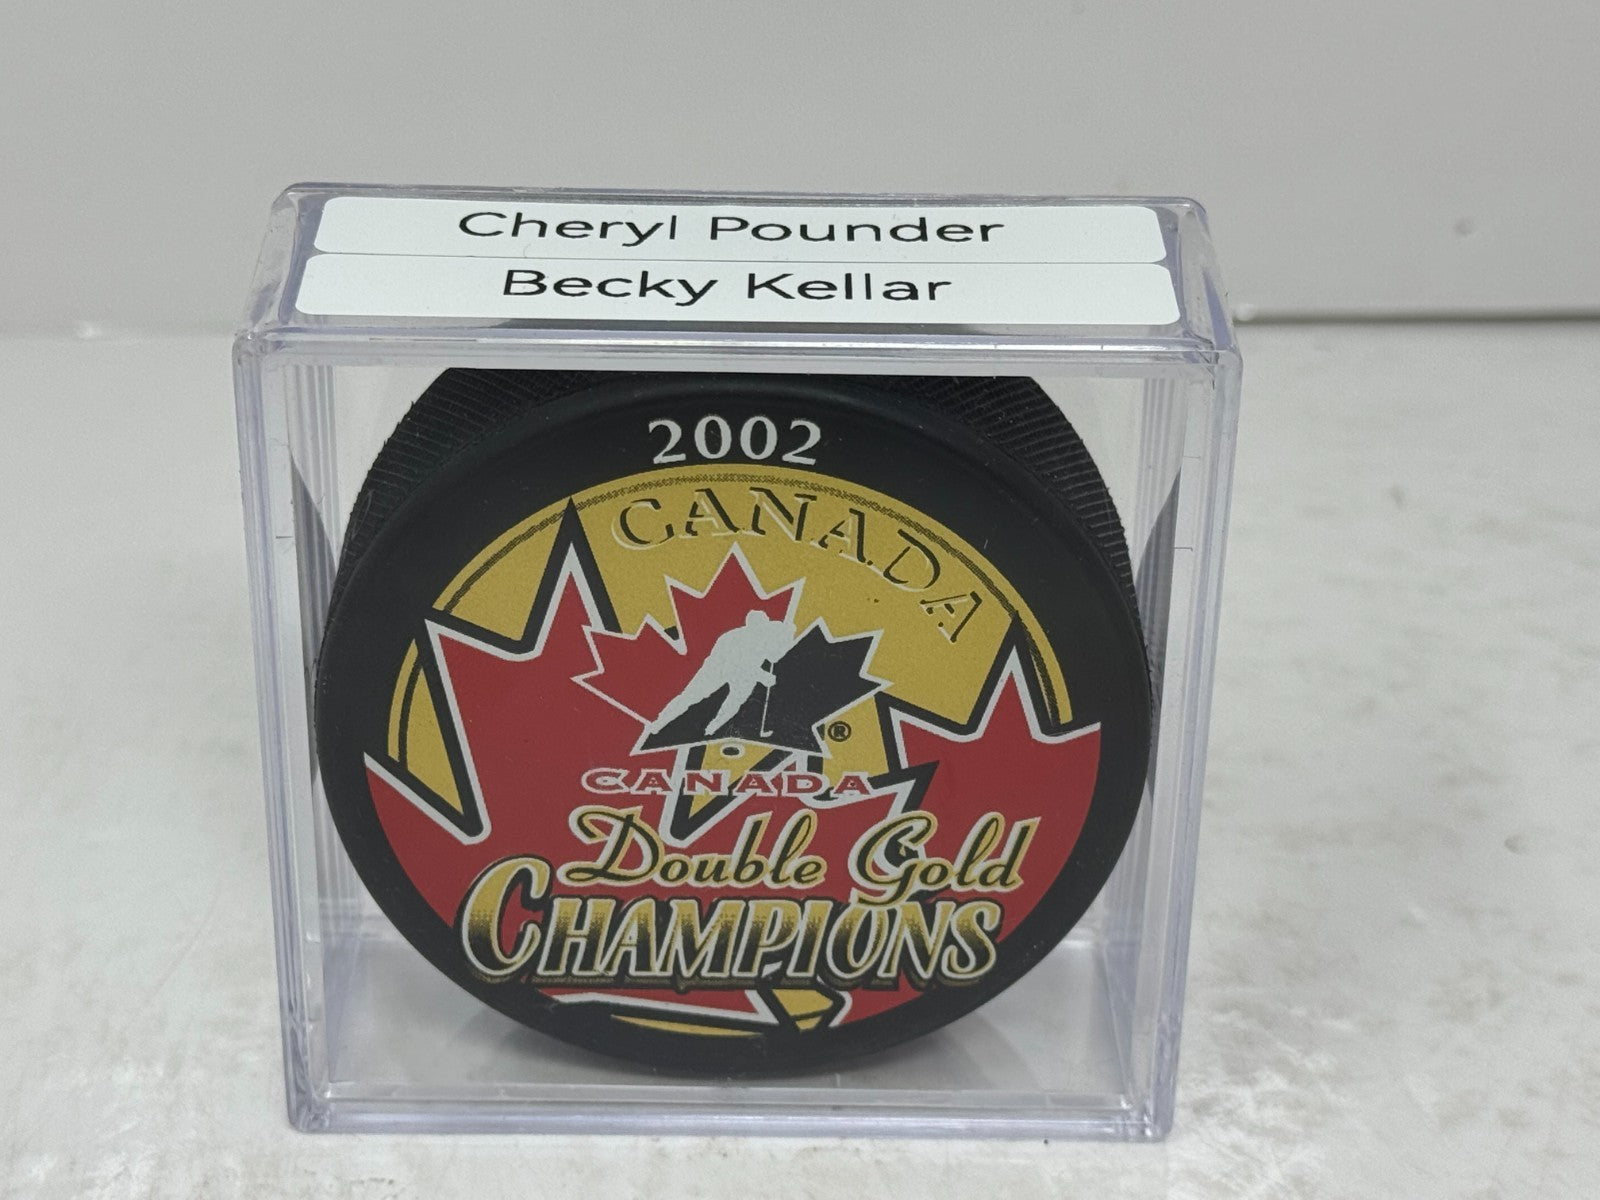 Cheryl Pounder
Becky Kellar
2002
CANADA
®
CANADA
Double Gold
CHAMPIONS